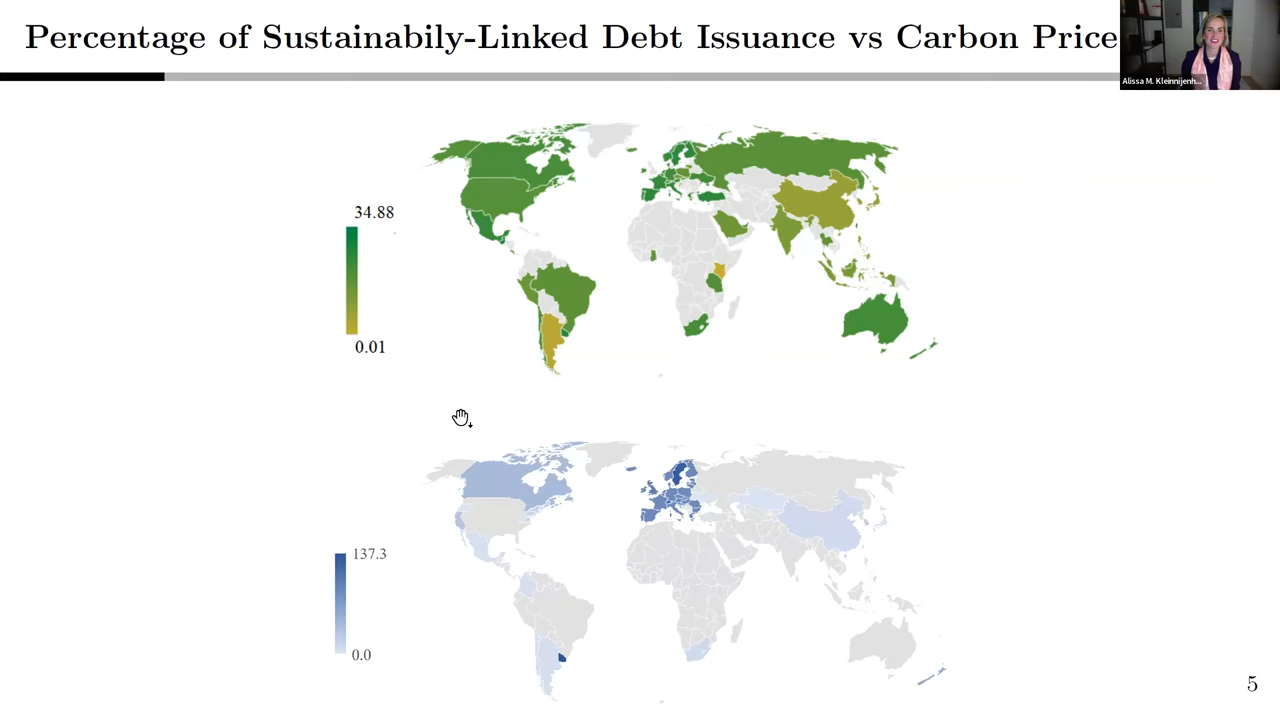 Percentage of Sustainabily-Linked Debt Issuance vs Carbon Price
Alissa M. Kleinnijenh...
34.88
0.01
137.3
0.0
5